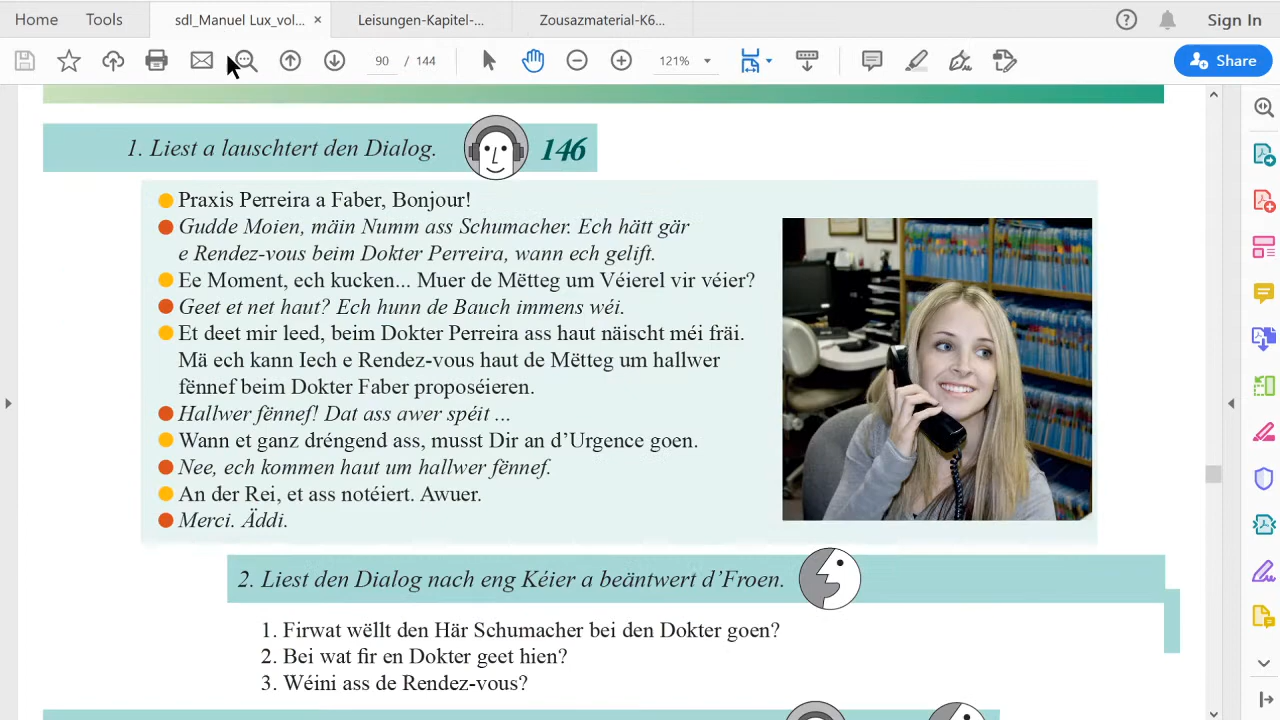 Home Tools sdl_Manuel Lux_vol... × Leisungen-Kapitel-... Zousazmaterial-K6... Sign In
90 / 144 121% Share
1. Liest a lauschtert den Dialog. 146
Praxis Perreira a Faber, Bonjour!
Gudde Moien, mäin Numm ass Schumacher. Ech hätt gär
e Rendez-vous beim Dokter Perreira, wann ech gelift.
Ee Moment, ech kucken... Muer de Mëtteg um Véierel vir véier?
Geet et net haut? Ech hunn de Bauch immens wéi.
Et deet mir leed, beim Dokter Perreira ass haut näischt méi fräi.
Mä ech kann Iech e Rendez-vous haut de Mëtteg um hallwer
fënnef beim Dokter Faber proposéieren.
Hallwer fënnef! Dat ass awer spéit ...
Wann et ganz dréngend ass, musst Dir an d’Urgence goen.
Nee, ech kommen haut um hallwer fënnef.
An der Rei, et ass notéiert. Awuer.
Merci. Äddi.
2. Liest den Dialog nach eng Kéier a beäntwert d’Froen.
1. Firwat wëllt den Här Schumacher bei den Dokter goen?
2. Bei wat fir en Dokter geet hien?
3. Wéini ass de Rendez-vous?